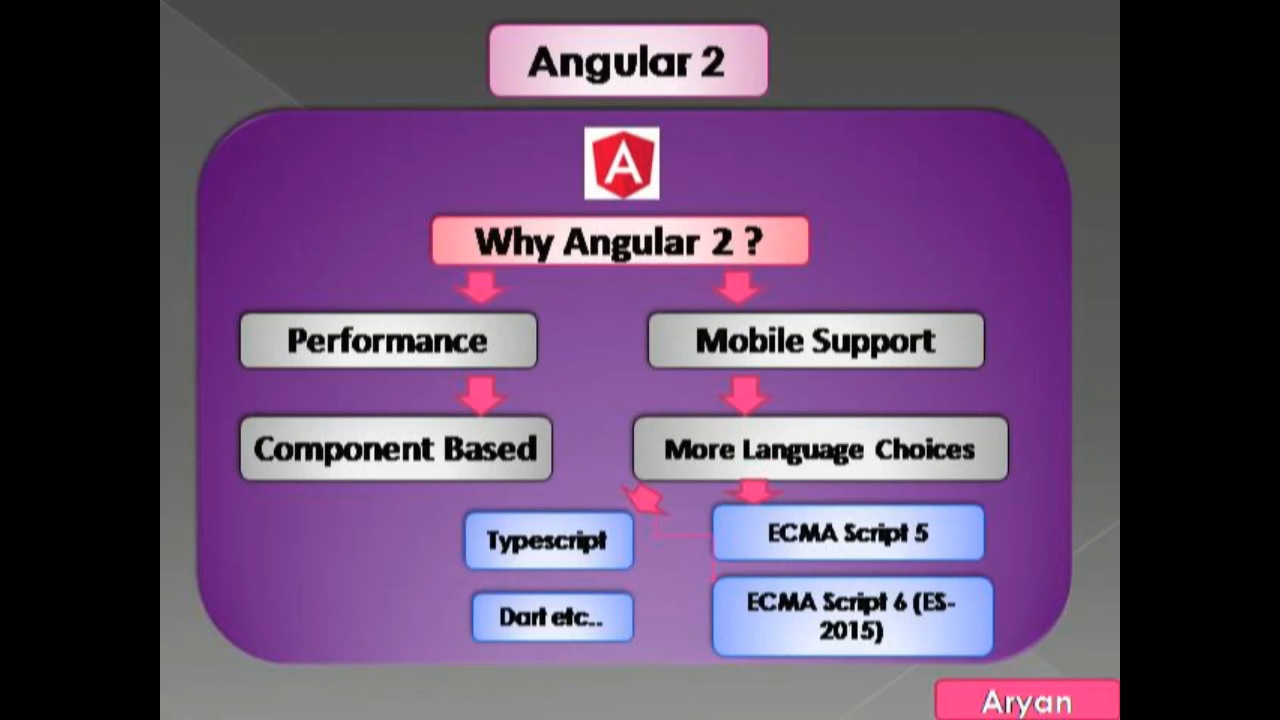 Angular 2
A
Why Angular 2 ?
Performance
Mobile Support
Component Based
More Language Choices
Typescript
ECMA Script 5
Dart etc..
ECMA Script 6 (ES-
2015)
Aryan